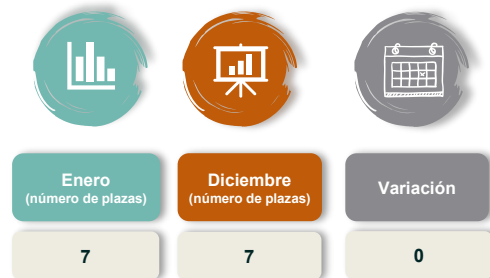 Enero
(número de plazas)
Diciembre
(número de plazas)
Variación
7
7
0